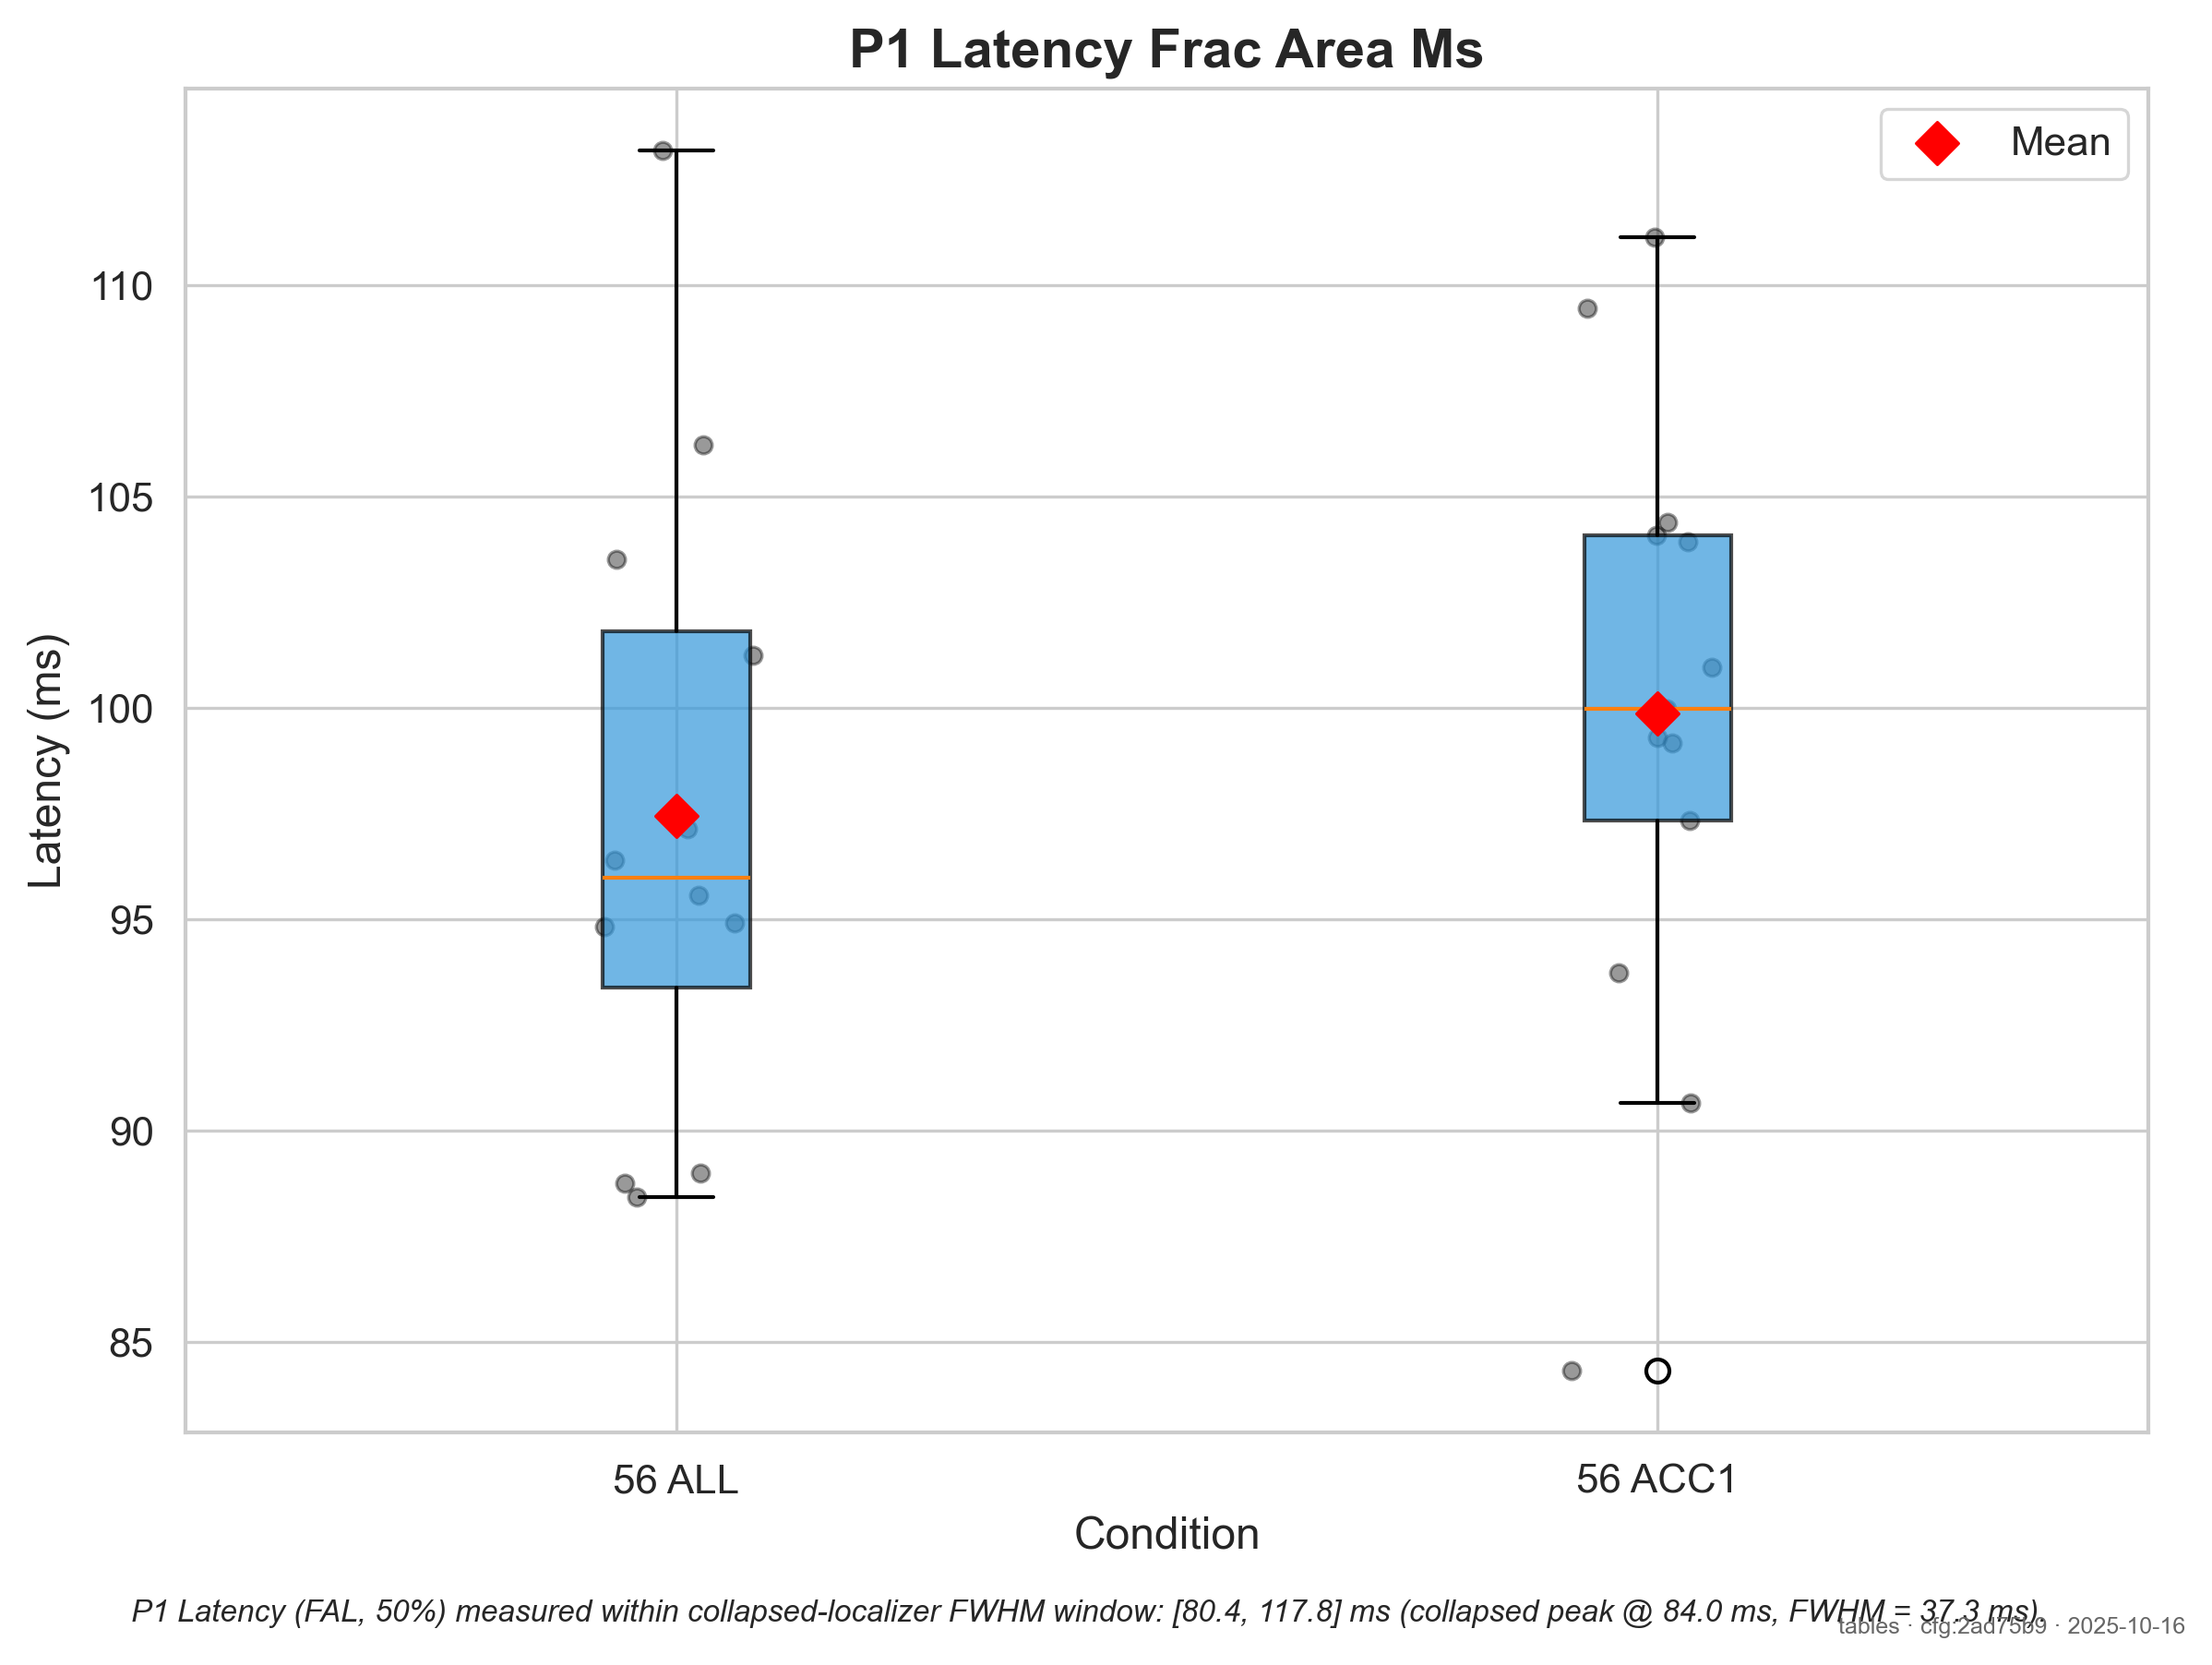 P1 Latency Frac Area Ms
Mean
110
105
100
95
90
85
Latency (ms)
56 ALL
56 ACC1
Condition
P1 Latency (FAL, 50%) measured within collapsed-localizer FWHM window: [80.4, 117.8] ms (collapsed peak @ 84.0 ms, FWHM = 37.3 ms).
tables · cfg:2ad75b9 · 2025-10-16